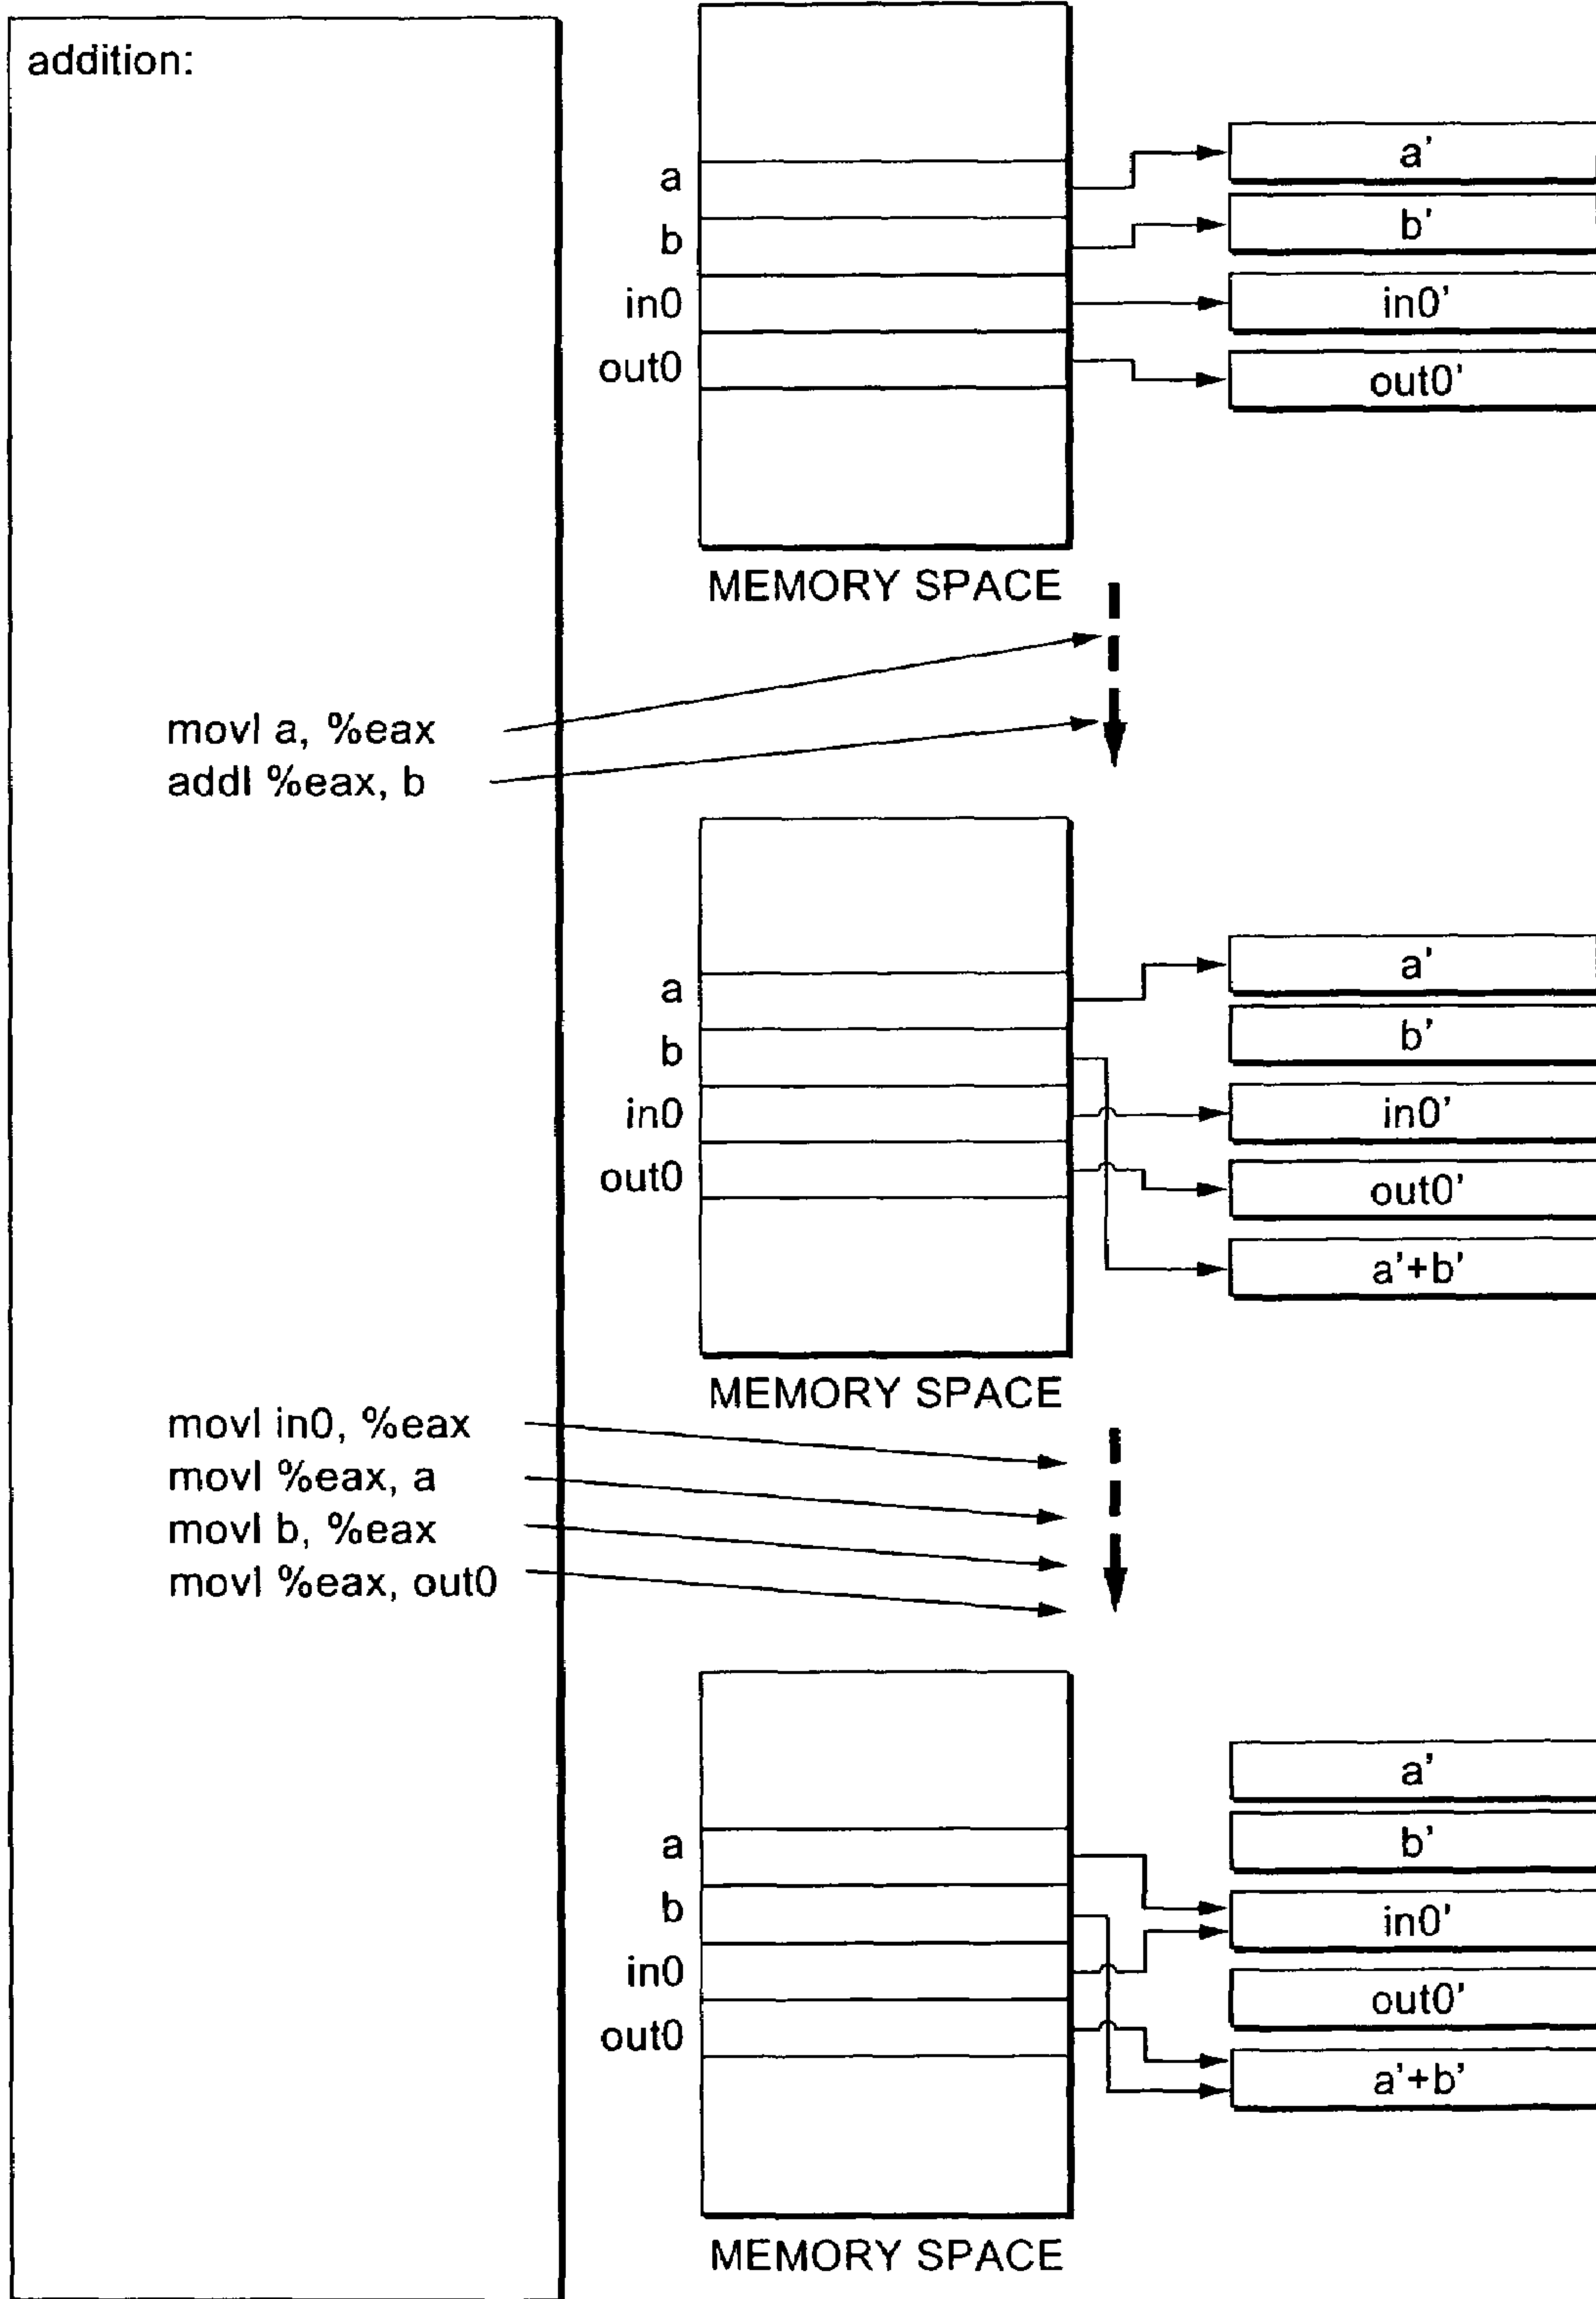 addition:
a
b
in0
out0
a'
b'
in0'
out0'
MEMORY SPACE
movl a, %eax
addl %eax, b
a
b
in0
out0
a'
b'
in0'
out0'
a'+b'
MEMORY SPACE
movl in0, %eax
movl %eax, a
movl b, %eax
movl %eax, out0
a
b
in0
out0
a'
b'
in0'
out0'
a'+b'
MEMORY SPACE